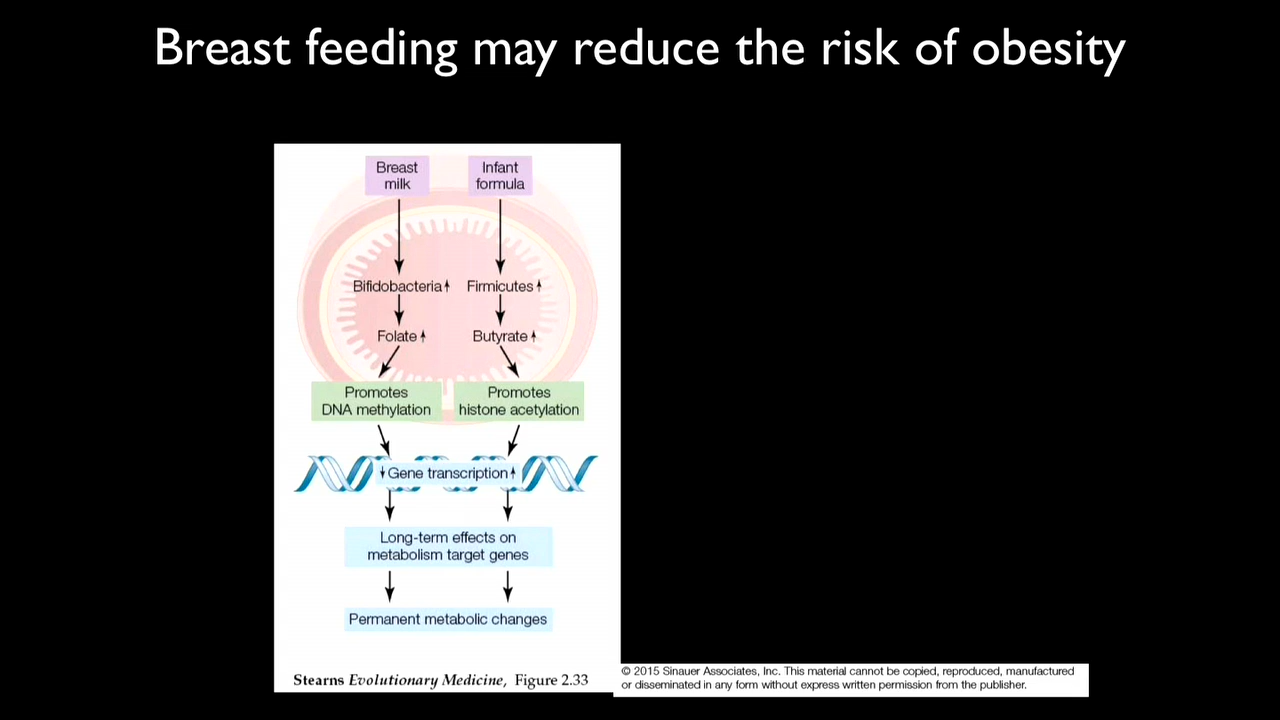 Breast feeding may reduce the risk of obesity
Breast
milk
Infant
formula
Bifidobacteria
Firmicutes
Folate
Butyrate
Promotes
DNA methylation
Promotes
histone acetylation
Gene transcription
Long-term effects on
metabolism target genes
Permanent metabolic changes
Stearns Evolutionary Medicine, Figure 2.33
© 2015 Sinauer Associates, Inc. This material cannot be copied, reproduced, manufactured
or disseminated in any form without express written permission from the publisher.